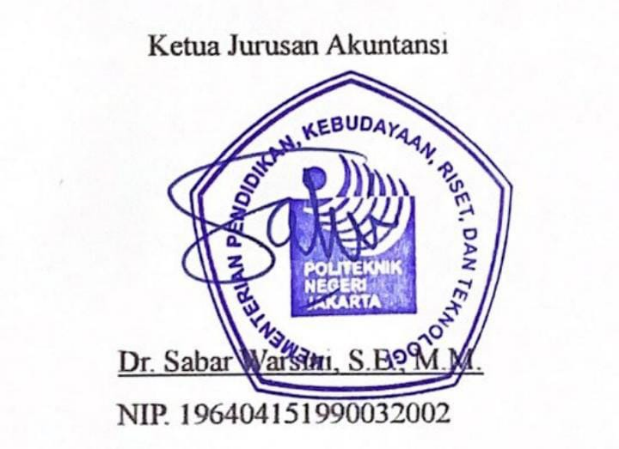 Ketua Jurusan Akuntansi
KEMENTERIAN PENDIDIKAN, KEBUDAYAAN, RISET, DAN TEKNOLOGI
POLITEKNIK
NEGERI
JAKARTA
Dr. Sabar Warsini, S.E., M.M.
NIP. 196404151990032002